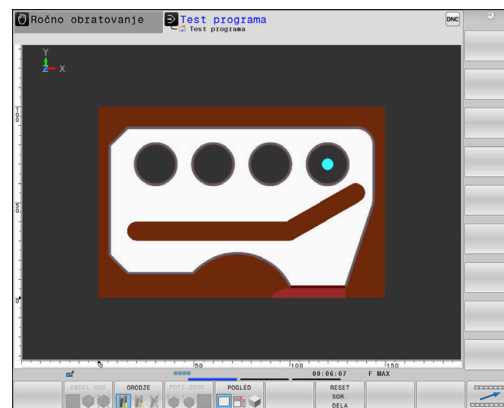 Ročno obratovanje
Test programa
DNC
Test programa
Y
Z X
100
50
0
0
50
100
150
00:06:07 F MAX
ORODJE
POGLED
RESET
SUR.
DELA